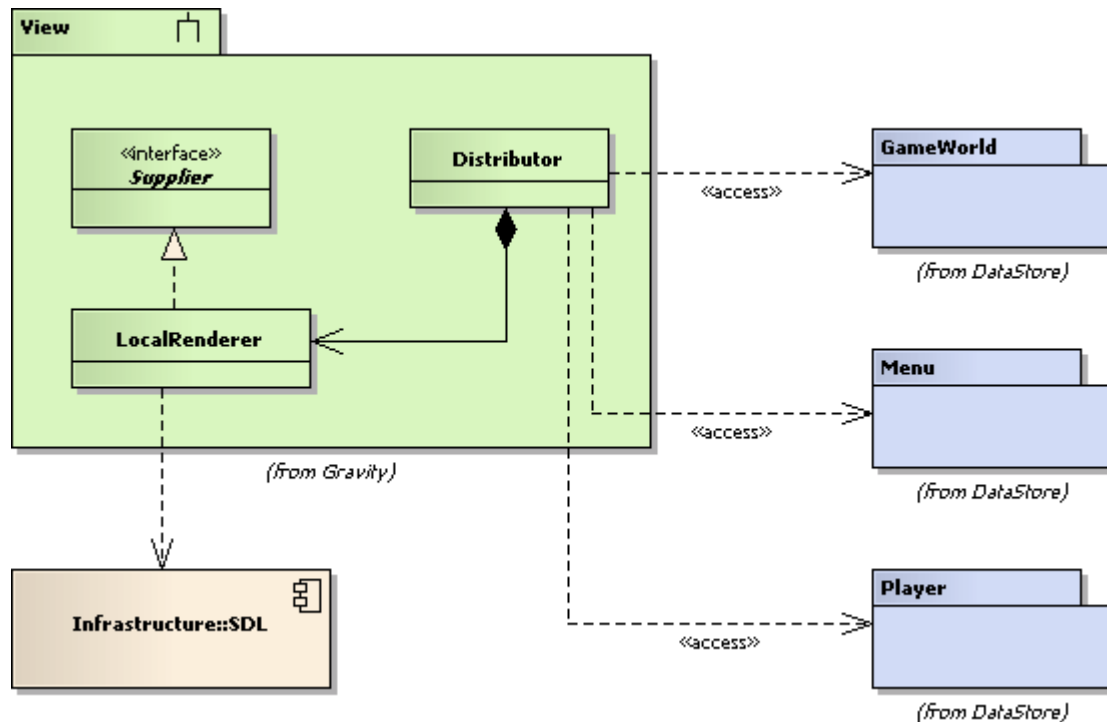 View
«interface»
Supplier
Distributor
LocalRenderer
(from Gravity)
Infrastructure::SDL
«access»
GameWorld
(from DataStore)
«access»
Menu
(from DataStore)
«access»
Player
(from DataStore)